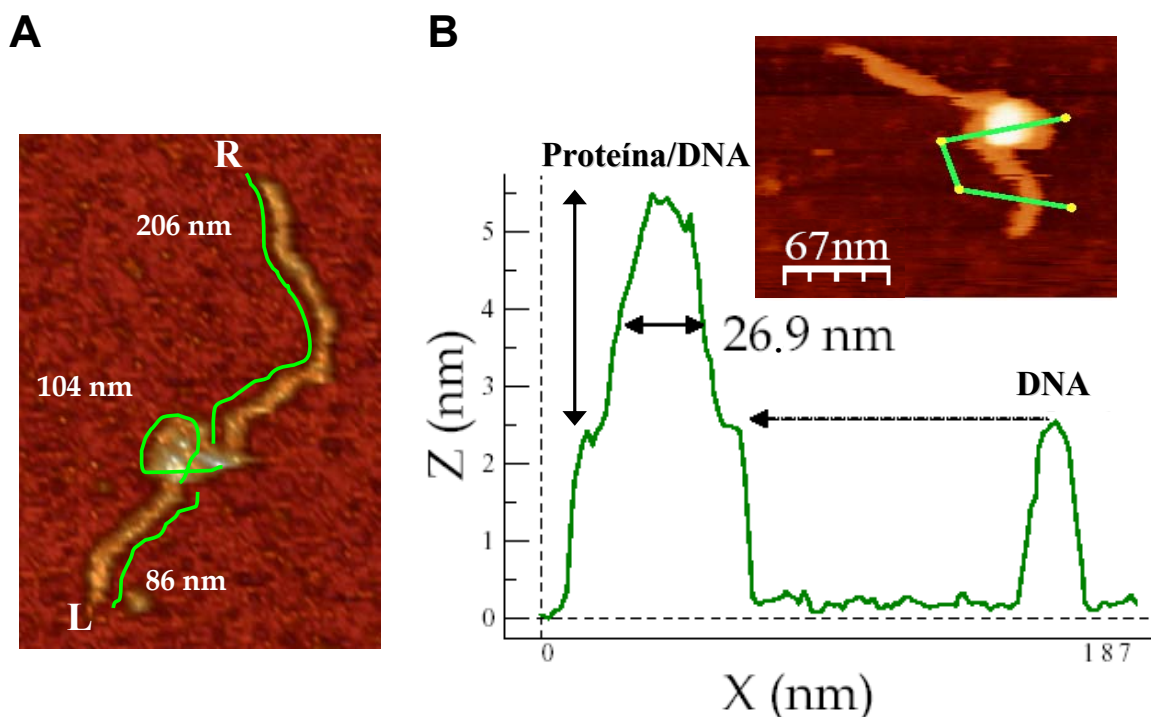 A
R
206 nm
104 nm
86 nm
L
B
67nm
Proteína/DNA
26.9 nm
DNA
Z (nm)
5
4
3
2
1
0
0
187
X (nm)